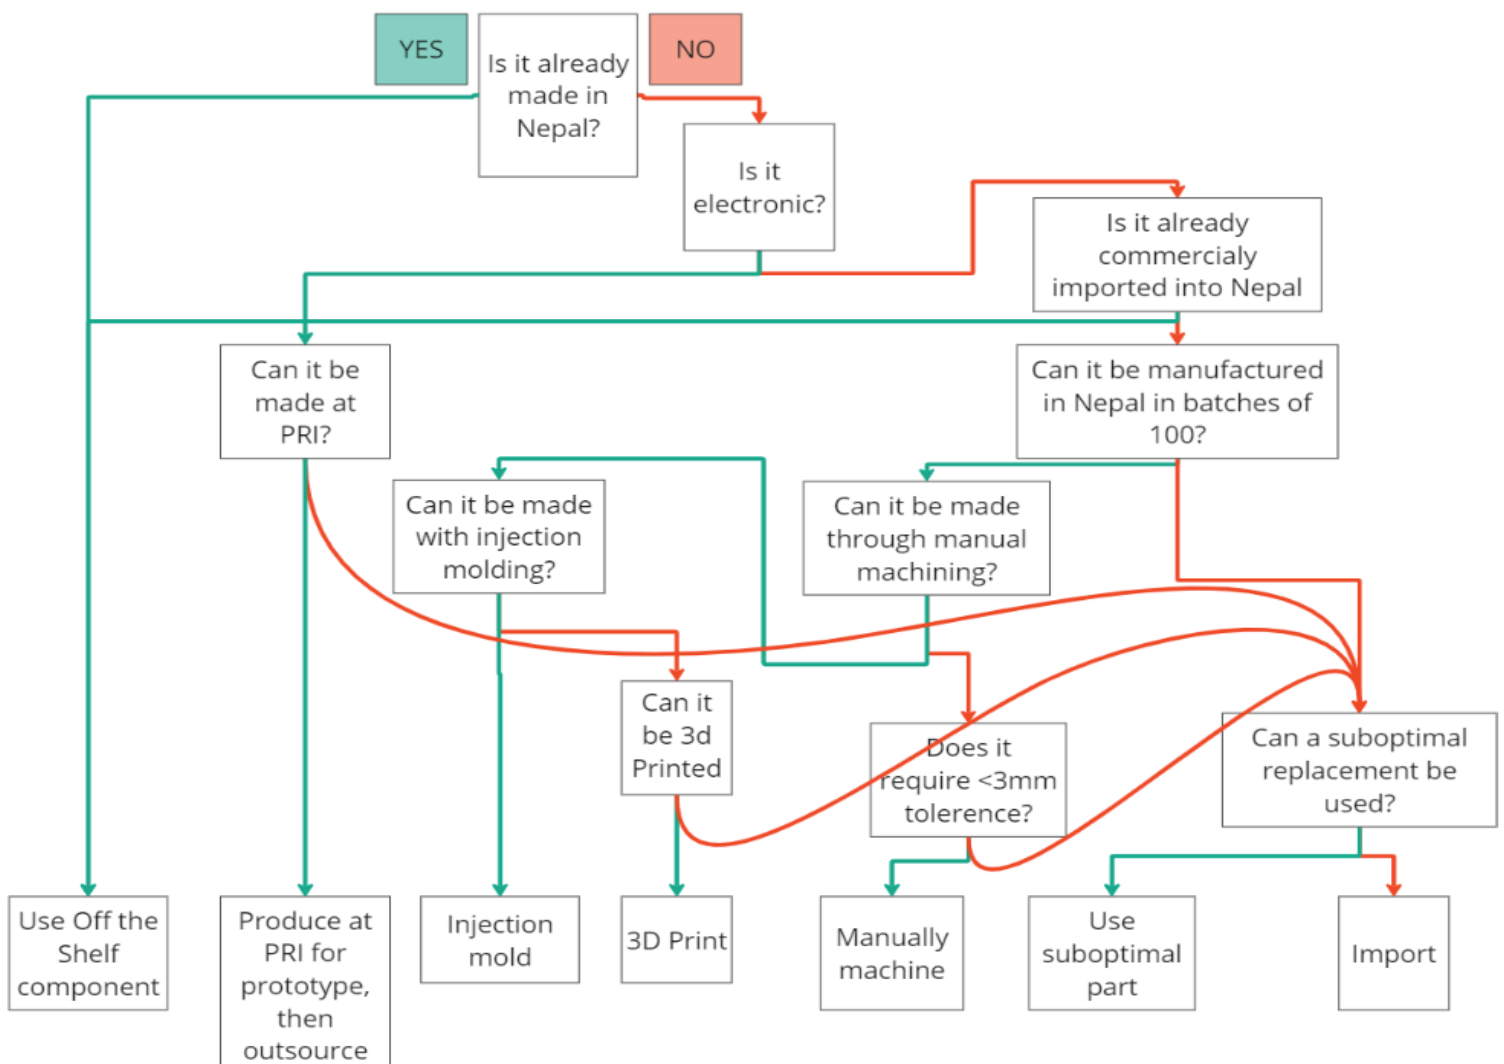 YES
Is it already
made in
Nepal?
NO
Is it
electronic?
Is it already
commercialy
imported into Nepal
Can it be
made at
PRI?
Can it be manufactured
in Nepal in batches of
100?
Can it be made
with injection
molding?
Can it be made
through manual
machining?
Can it
be 3d
Printed
Does it
require <3mm
tolerence?
Can a suboptimal
replacement be
used?
Use Off the
Shelf
component
Produce at
PRI for
prototype,
then
outsource
Injection
mold
3D Print
Manually
machine
Use
suboptimal
part
Import